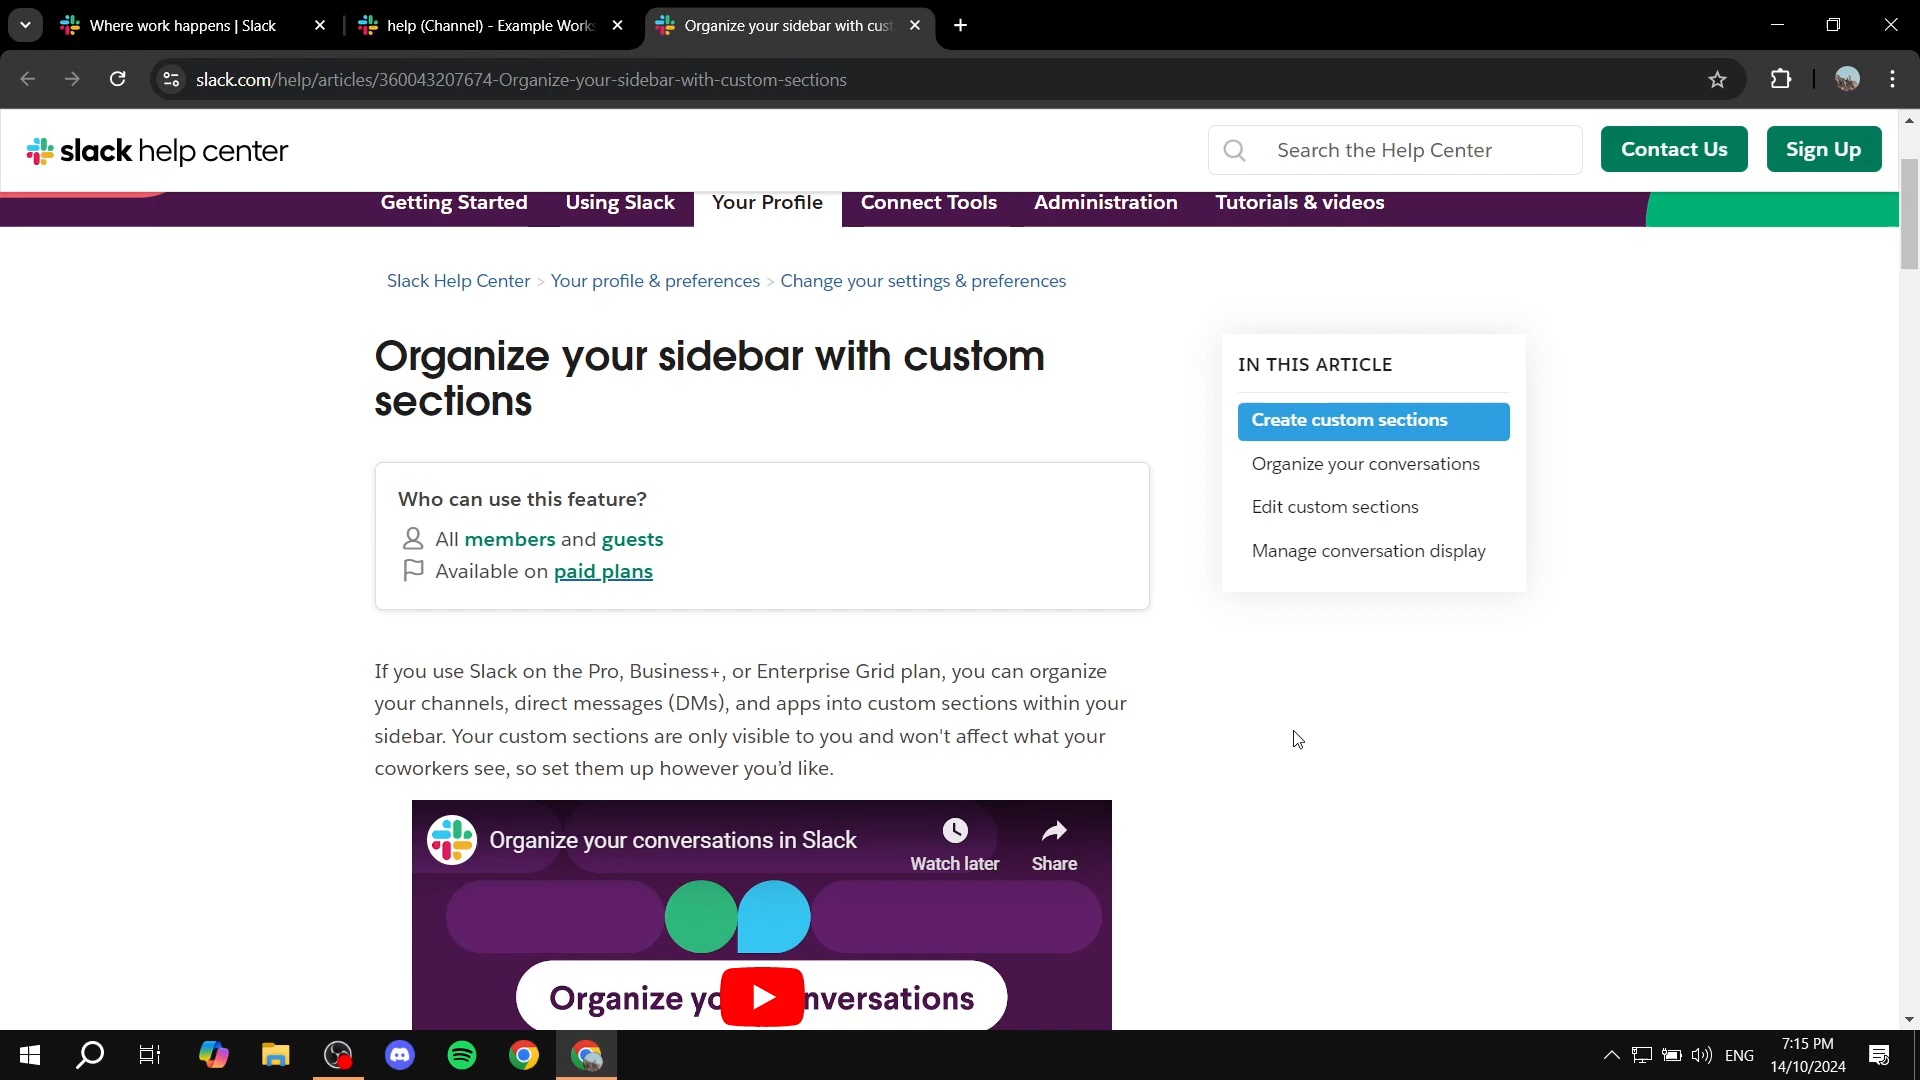 Where work happens | Slack
help (Channel) - Example Works
Organize your sidebar with cust
slack.com/help/articles/360043207674-Organize-your-sidebar-with-custom-sections
slack help center
Search the Help Center
Contact Us
Sign Up
Getting Started
Using Slack
Your Profile
Connect Tools
Administration
Tutorials & videos
Slack Help Center > Your profile & preferences > Change your settings & preferences
Organize your sidebar with custom
sections
IN THIS ARTICLE
Create custom sections
Organize your conversations
Edit custom sections
Manage conversation display
Who can use this feature?
All members and guests
Available on paid plans
If you use Slack on the Pro, Business+, or Enterprise Grid plan, you can organize
your channels, direct messages (DMs), and apps into custom sections within your
sidebar. Your custom sections are only visible to you and won't affect what your
coworkers see, so set them up however you’d like.
Organize your conversations in Slack
Watch later
Share
Organize yo nversations
ENG
7:15 PM
14/10/2024